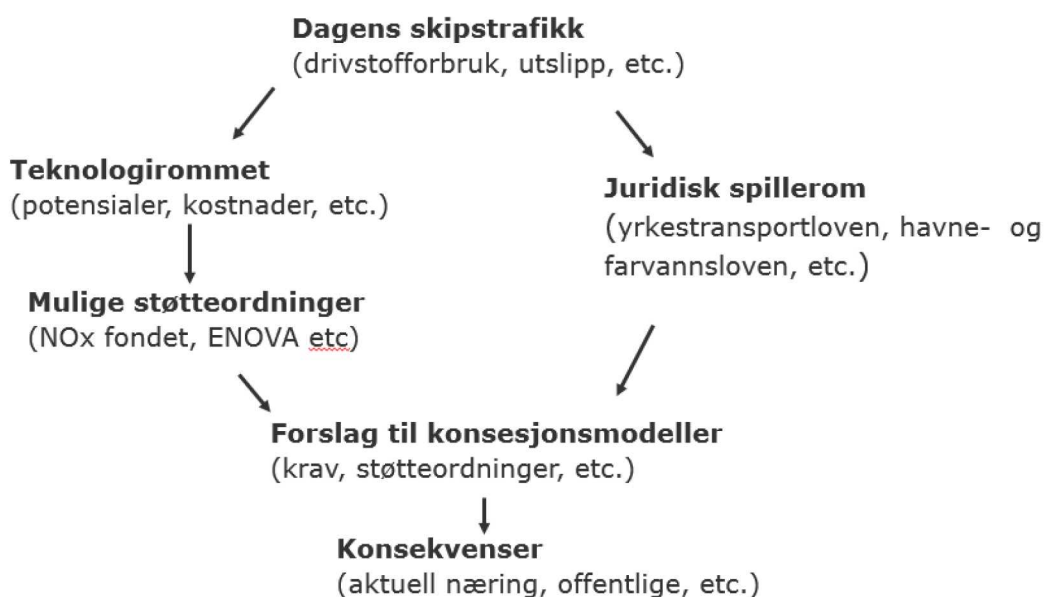 Dagens skipstrafikk
(drivstofforbruk, utslipp, etc.)
Teknologirommet
(potensialer, kostnader, etc.)
Juridisk spillerom
(yrkestransportloven, havne- og
farvannsloven, etc.)
Mulige støtteordninger
(NOx fondet, ENOVA etc)
Forslag til konsesjonsmodeller
(krav, støtteordninger, etc.)
Konsekvenser
(aktuell næring, offentlige, etc.)